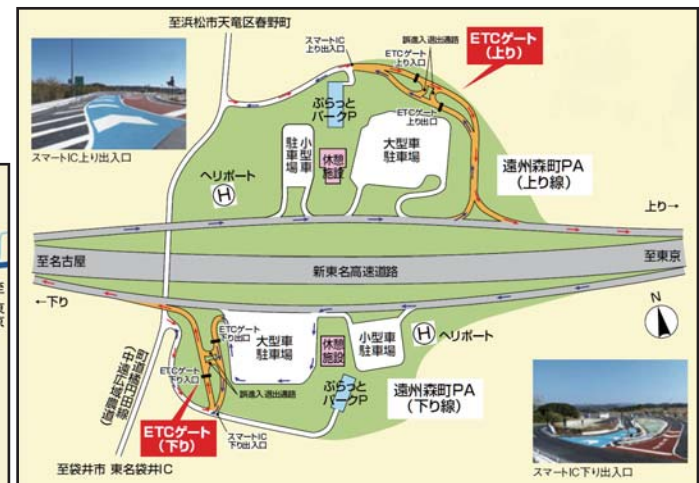 至浜松市天竜区春野町
スマートIC
上り出入口
誤進入退出通路
ETCゲート
上り入口
ETCゲート
(上り)
ETCゲート
上り出口
スマートIC上り出入口
ぷらっと
パークP
小型車
駐車場
休憩
施設
大型車
駐車場
遠州森町PA
(上り線)
ヘリポート
H
上り→
至名古屋
新東名高速道路
至東京
至
東京
←下り
N
ETCゲート
下り出口
大型車
駐車場
休憩
施設
小型車
駐車場
H
ヘリポート
ETCゲート
下り入口
誤進入退出通路
ぷらっと
パークP
遠州森町PA
(下り線)
ETCゲート
(下り)
スマートIC
下り出入口
至袋井市 東名袋井IC
スマートIC下り出入口